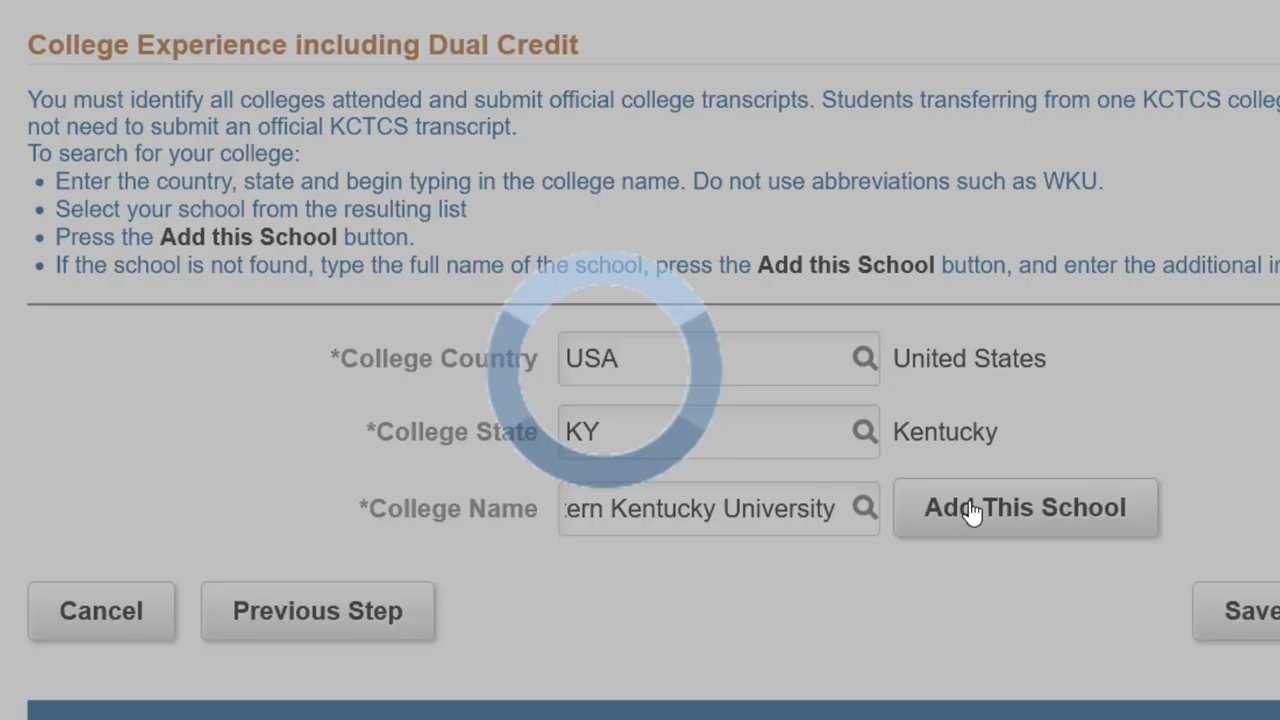 College Experience including Dual Credit
You must identify all colleges attended and submit official college transcripts. Students transferring from one KCTCS
not need to submit an official KCTCS transcript.
To search for your college:
• Enter the country, state and begin typing in the college name. Do not use abbreviations such as WKU.
• Select your school from the resulting list
• Press the Add this School button.
• If the school is not found, type the full name of the school, press the Add this School button, and enter the additional
*College Country USA United States
*College State KY Kentucky
*College Name Kentucky University Add This School
Cancel Previous Step Save